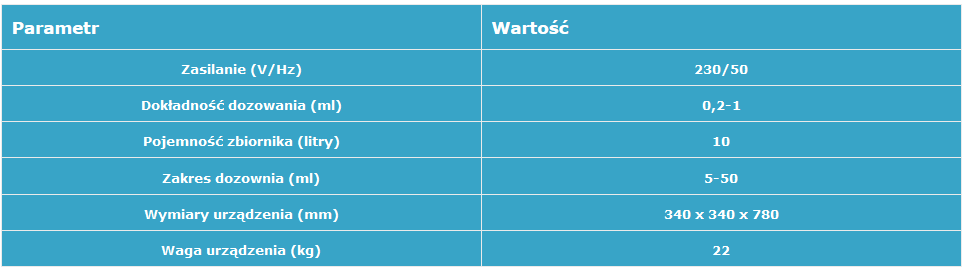 Parametr Wartość
Zasilanie (V/Hz) 230/50
Dokładność dozowania (ml) 0,2-1
Pojemność zbiornika (litry) 10
Zakres dozownia (ml) 5-50
Wymiary urządzenia (mm) 340 x 340 x 780
Waga urządzenia (kg) 22